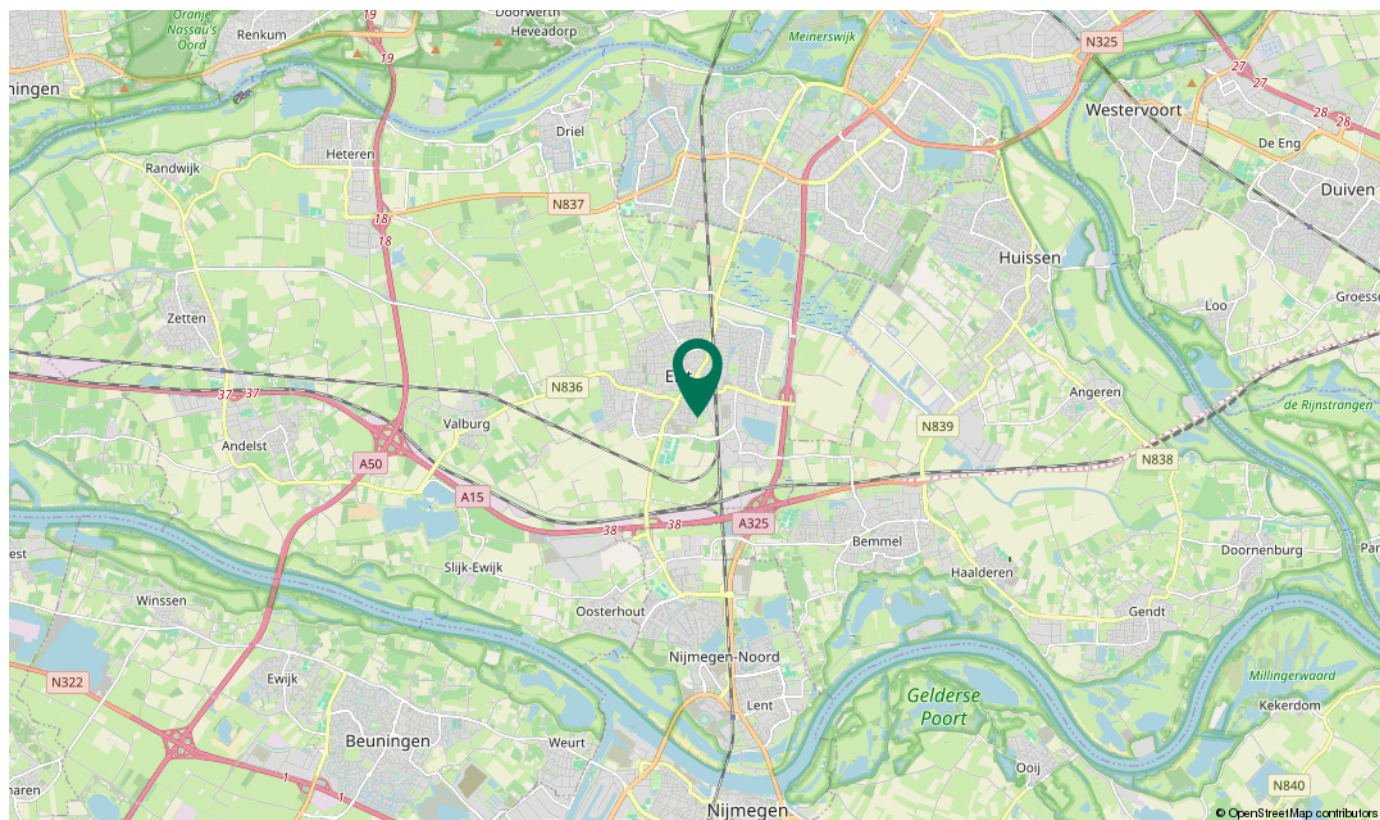 Oranje
Nassau's
Oord
Renkum
19
19
Doorwerth
Heveadorp
Meinerswijk
N325
27
27
28
28
Westervoort
De Eng
Duiven
Driel
Heteren
Randwijk
N837
18
18
Huissen
Loo
Zetten
N836
37
37
Valburg
Andelst
A50
A15
38
38
A325
Angeren
de Rijnstrangen
N839
N838
Bemmel
Doornenburg
Haalderen
Gendt
Slijk-Ewijk
Oosterhout
Winssen
Nijmegen-Noord
Lent
N322
Ewijk
Beuningen
Weurt
1
1
Gelderse
Poort
Millingerwaard
Kekerdom
Ooij
N840
Nijmegen
© OpenStreetMap contributors